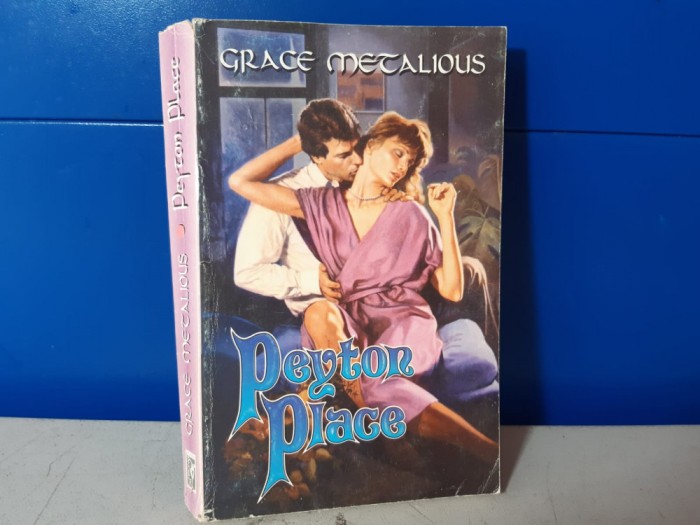 GRACE METALIOUS
Peyton
Place
GRACE METALIOUS • Peyton Place